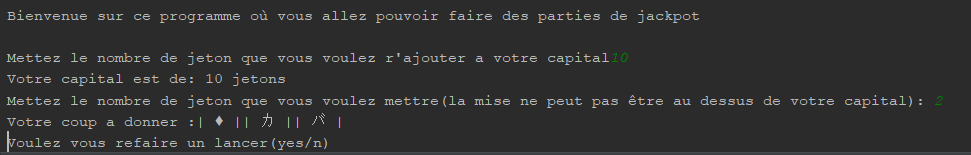 Bienvenue sur ce programme où vous allez pouvoir faire des parties de jackpot
Mettez le nombre de jeton que vous voulez r'ajouter a votre capital10
Votre capital est de: 10 jetons
Mettez le nombre de jeton que vous voulez mettre(la mise ne peut pas être au dessus de votre capital): 2
Votre coup a donner :| ♦ || カ || バ |
Voulez vous refaire un lancer(yes/n)